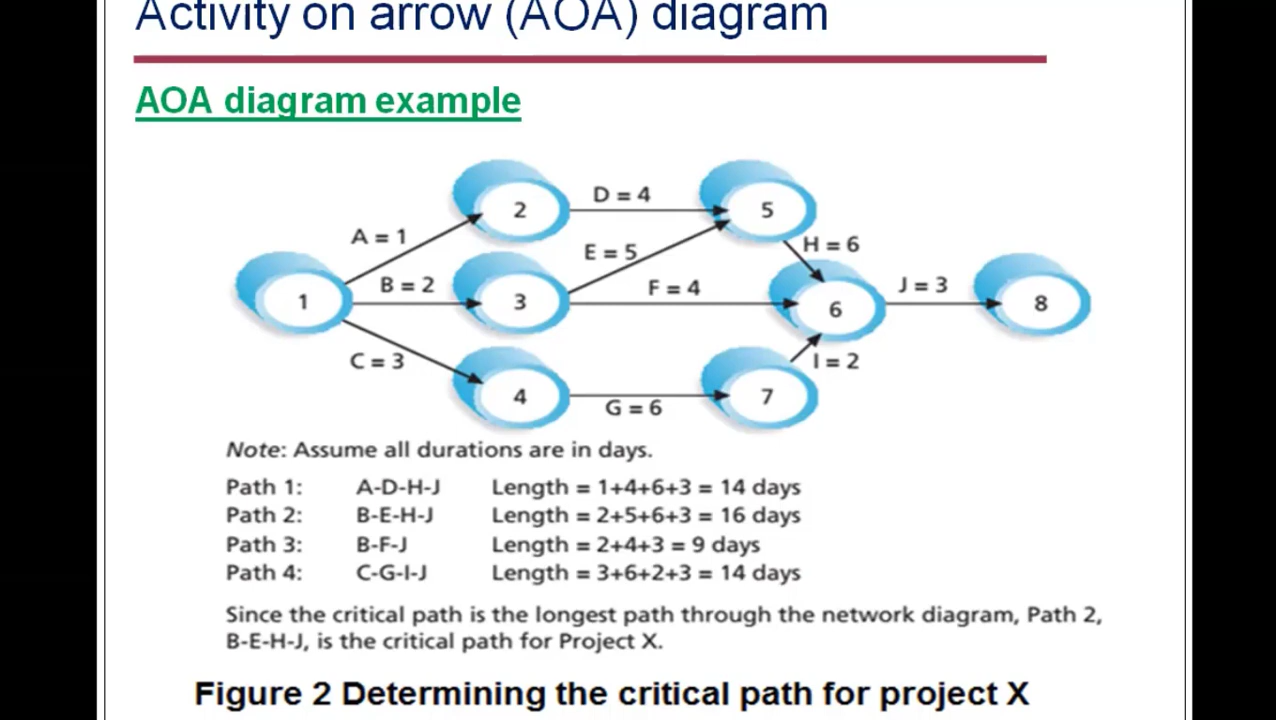 Activity on arrow (AOA) diagram
AOA diagram example
D = 4
2
5
A = 1
E = 5
H = 6
B = 2
F = 4
J = 3
1
3
6
8
C = 3
I = 2
4
7
G = 6
Note: Assume all durations are in days.
Path 1: A-D-H-J Length = 1+4+6+3 = 14 days
Path 2: B-E-H-J Length = 2+5+6+3 = 16 days
Path 3: B-F-J Length = 2+4+3 = 9 days
Path 4: C-G-I-J Length = 3+6+2+3 = 14 days
Since the critical path is the longest path through the network diagram, Path 2,
B-E-H-J, is the critical path for Project X.
Figure 2 Determining the critical path for project X